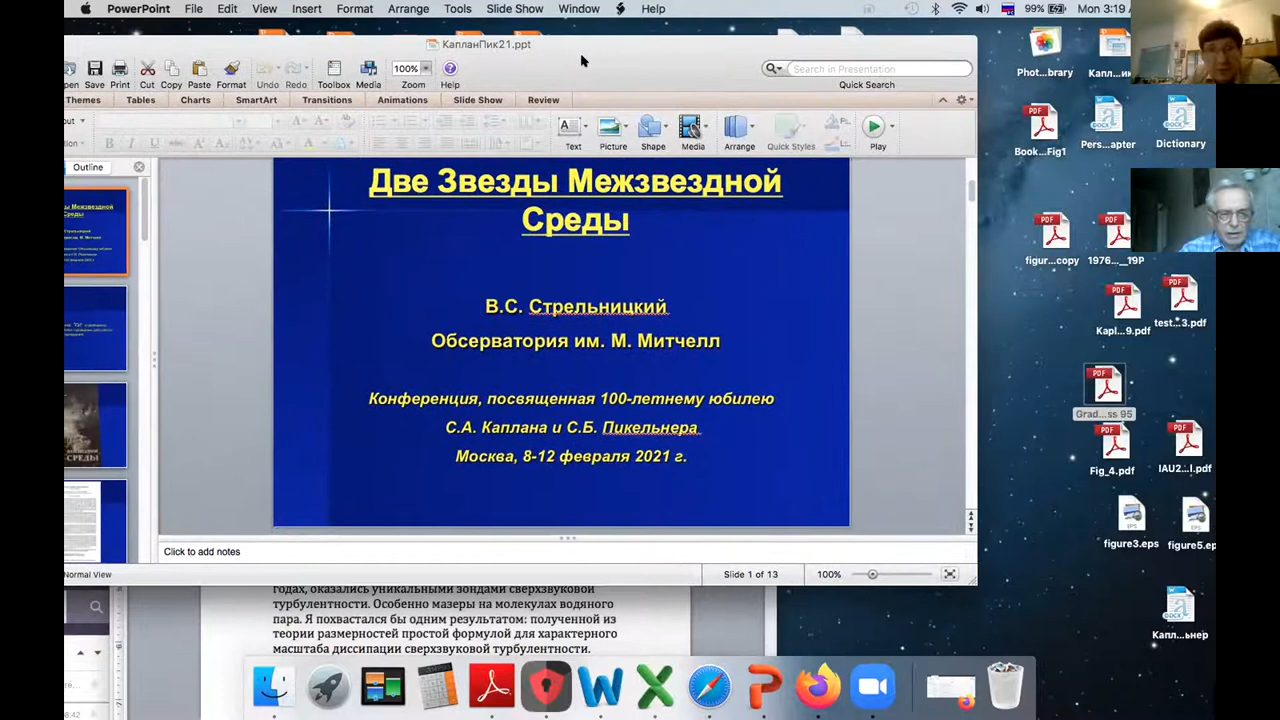 PowerPoint File Edit View Insert Format Arrange Tools Slide Show Window Help 99% Mon 3:19
КапланПик21.ppt
100% Search in Presentation
Save Print Cut Copy Paste Format Undo Redo Toolbox Media Zoom Help Quick Search
Themes Tables Charts SmartArt Transitions Animations Slide Show Review
Text Picture Shape Media Arrange Quick Styles Play
Outline
Две Звезды Межзвездной
Среды
В.С. Стрельницкий
Обсерватория им. М. Митчелл
Конференция, посвященная 100-летнему юбилею
С.А. Каплана и С.Б. Пикельнера
Москва, 8-12 февраля 2021 г.
Click to add notes
Normal View Slide 1 of 13 100%
годах, оказались уникальными зондами сверхзвуковой
турбулентности. Особенно мазеры на молекулах водяного
пара. Я похвастался бы одним результатом: полученной из
теории размерностей простой формулой для характерного
масштаба диссипации сверхзвуковой турбулентности.
Phot...brary
Book...Fig1 Pers...apter Dictionary
figur...copy 1976..._19P
Kapl...9.pdf test...3.pdf
Grad...ss 95
Fig_4.pdf IAU2...l.pdf
figure3.eps figure5.ep
Капл...ьнер